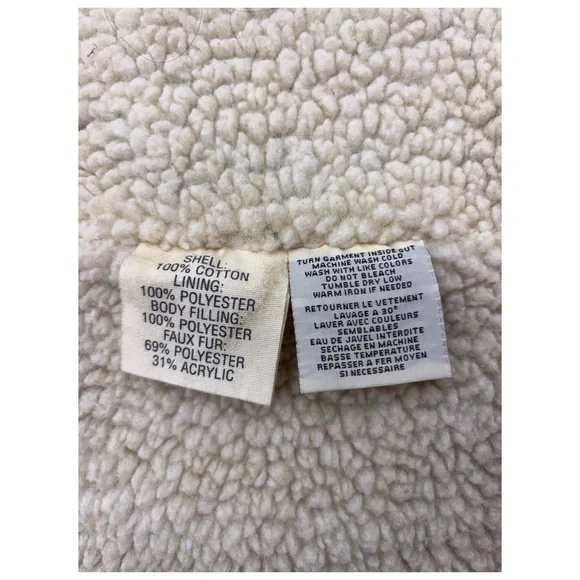 SHELL:
100% COTTON
LINING:
100% POLYESTER
BODY FILLING:
100% POLYESTER
FAUX FUR:
69% POLYESTER
31% ACRYLIC
TURN GARMENT INSIDE OUT
MACHINE WASH COLD
WASH WITH LIKE COLORS
DO NOT BLEACH
TUMBLE DRY LOW
WARM IRON IF NEEDED
RETOURNER LE VETEMENT
LAVAGE A 30°
LAVER AVEC COULEURS
SEMBLABLES
EAU DE JAVEL INTERDITE
SECHAGE EN MACHINE
BASSE TEMPERATURE
REPASSER A FER MOYEN
SI NECESSAIRE